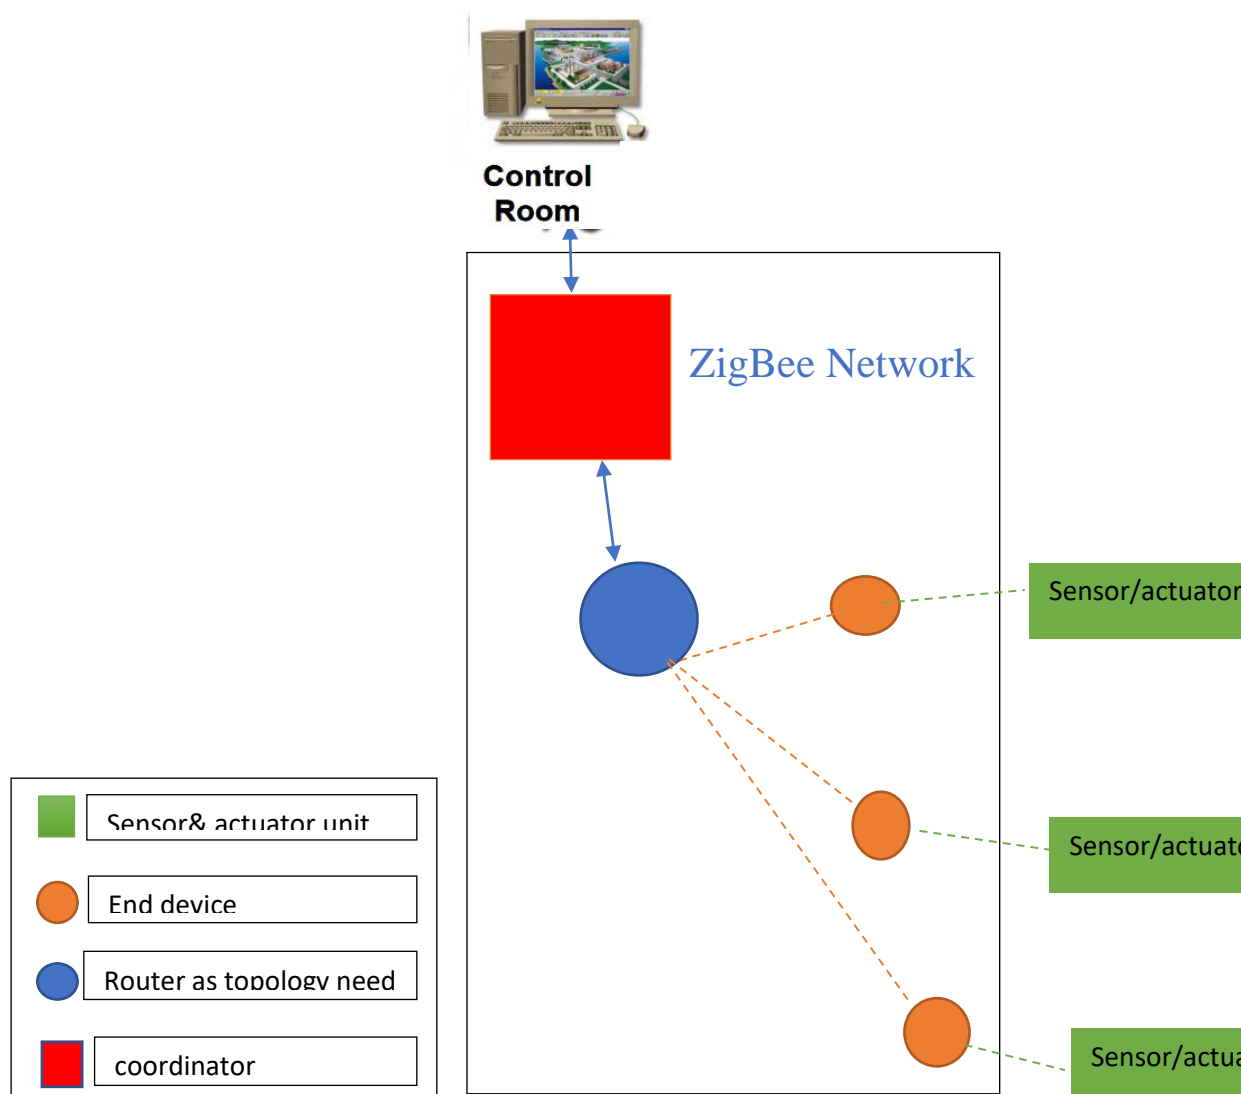 Control
Room
ZigBee Network
Sensor/actuator
Sensor/actuato
Sensor/actua
Sensor& actuator unit
End device
Router as topology need
coordinator